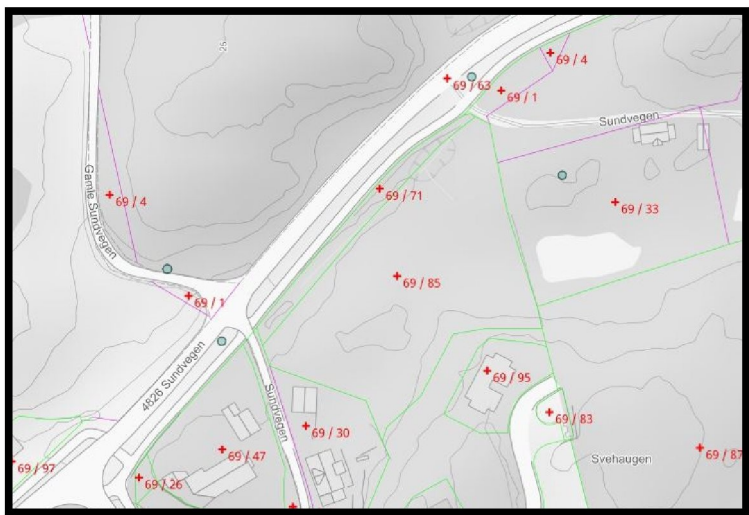 25
69 / 4
69 / 63
69 / 1
Sundvegen
Gamle Sundvegen
69 / 4
69 / 71
69 / 33
69 / 85
69 / 1
4826 Sundvegen
Sundvegen
69 / 95
69 / 83
69 / 30
69 / 47
69 / 87
Svehaugen
69 / 97
69 / 26